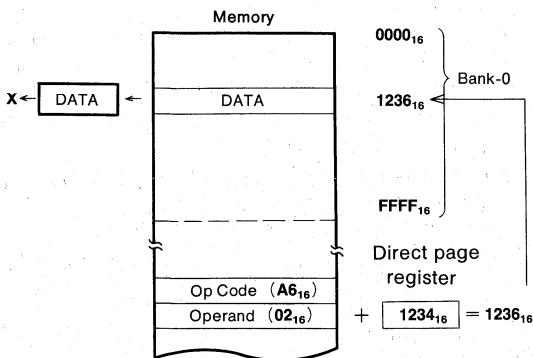 Memory
0000₁₆
Bank-0
X ← DATA ← DATA 1236₁₆
FFFF₁₆
Direct page
register
Op Code (A6₁₆)
Operand (02₁₆) + 1234₁₆ = 1236₁₆